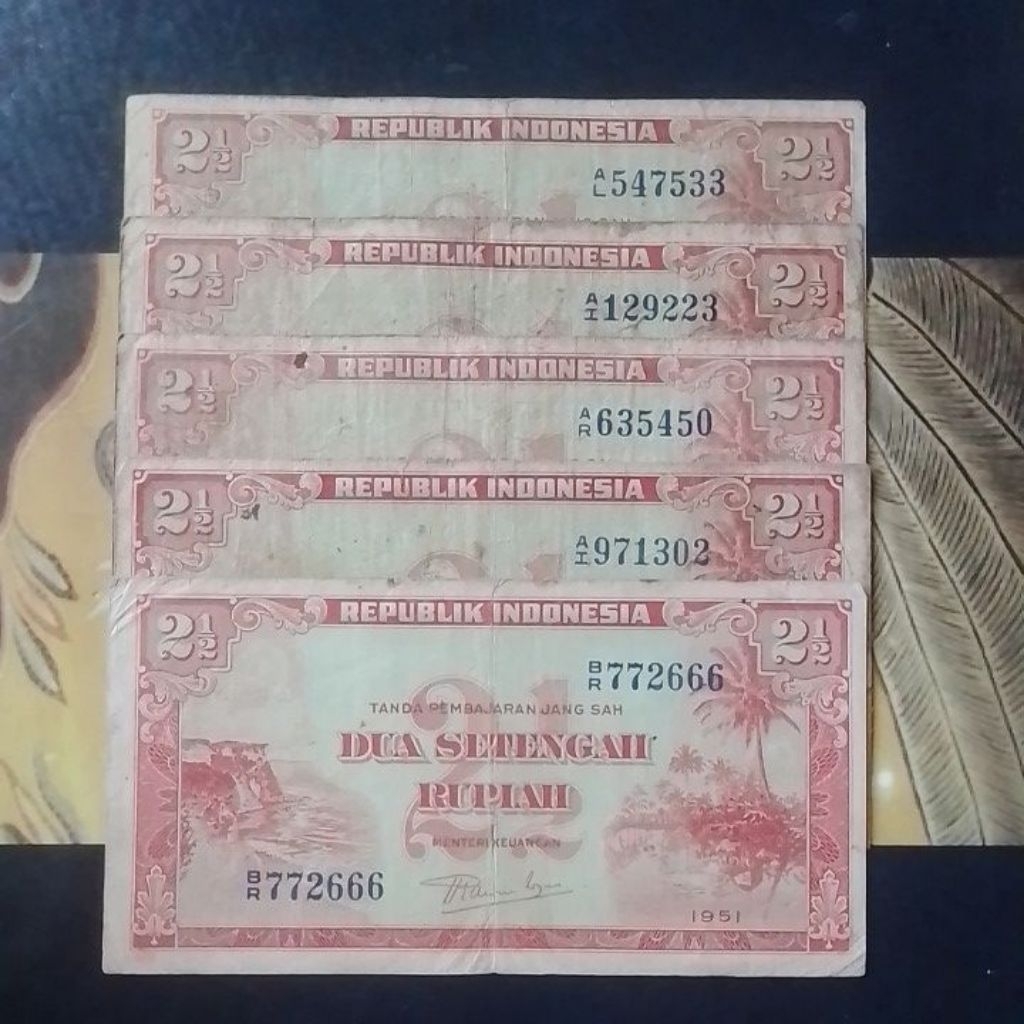 2½ REPUBLIK INDONESIA 2½
A/L 547533
2½ REPUBLIK INDONESIA 2½
A/I 129223
2½ REPUBLIK INDONESIA 2½
A/R 635450
2½ REPUBLIK INDONESIA 2½
A/I 971302
2½ REPUBLIK INDONESIA 2½
B/R 772666
TANDA PEMBAJARAN JANG SAH
DUA SETENGAH
RUPIAH
2½
MENTERI KEUANGAN
B/R 772666
1951